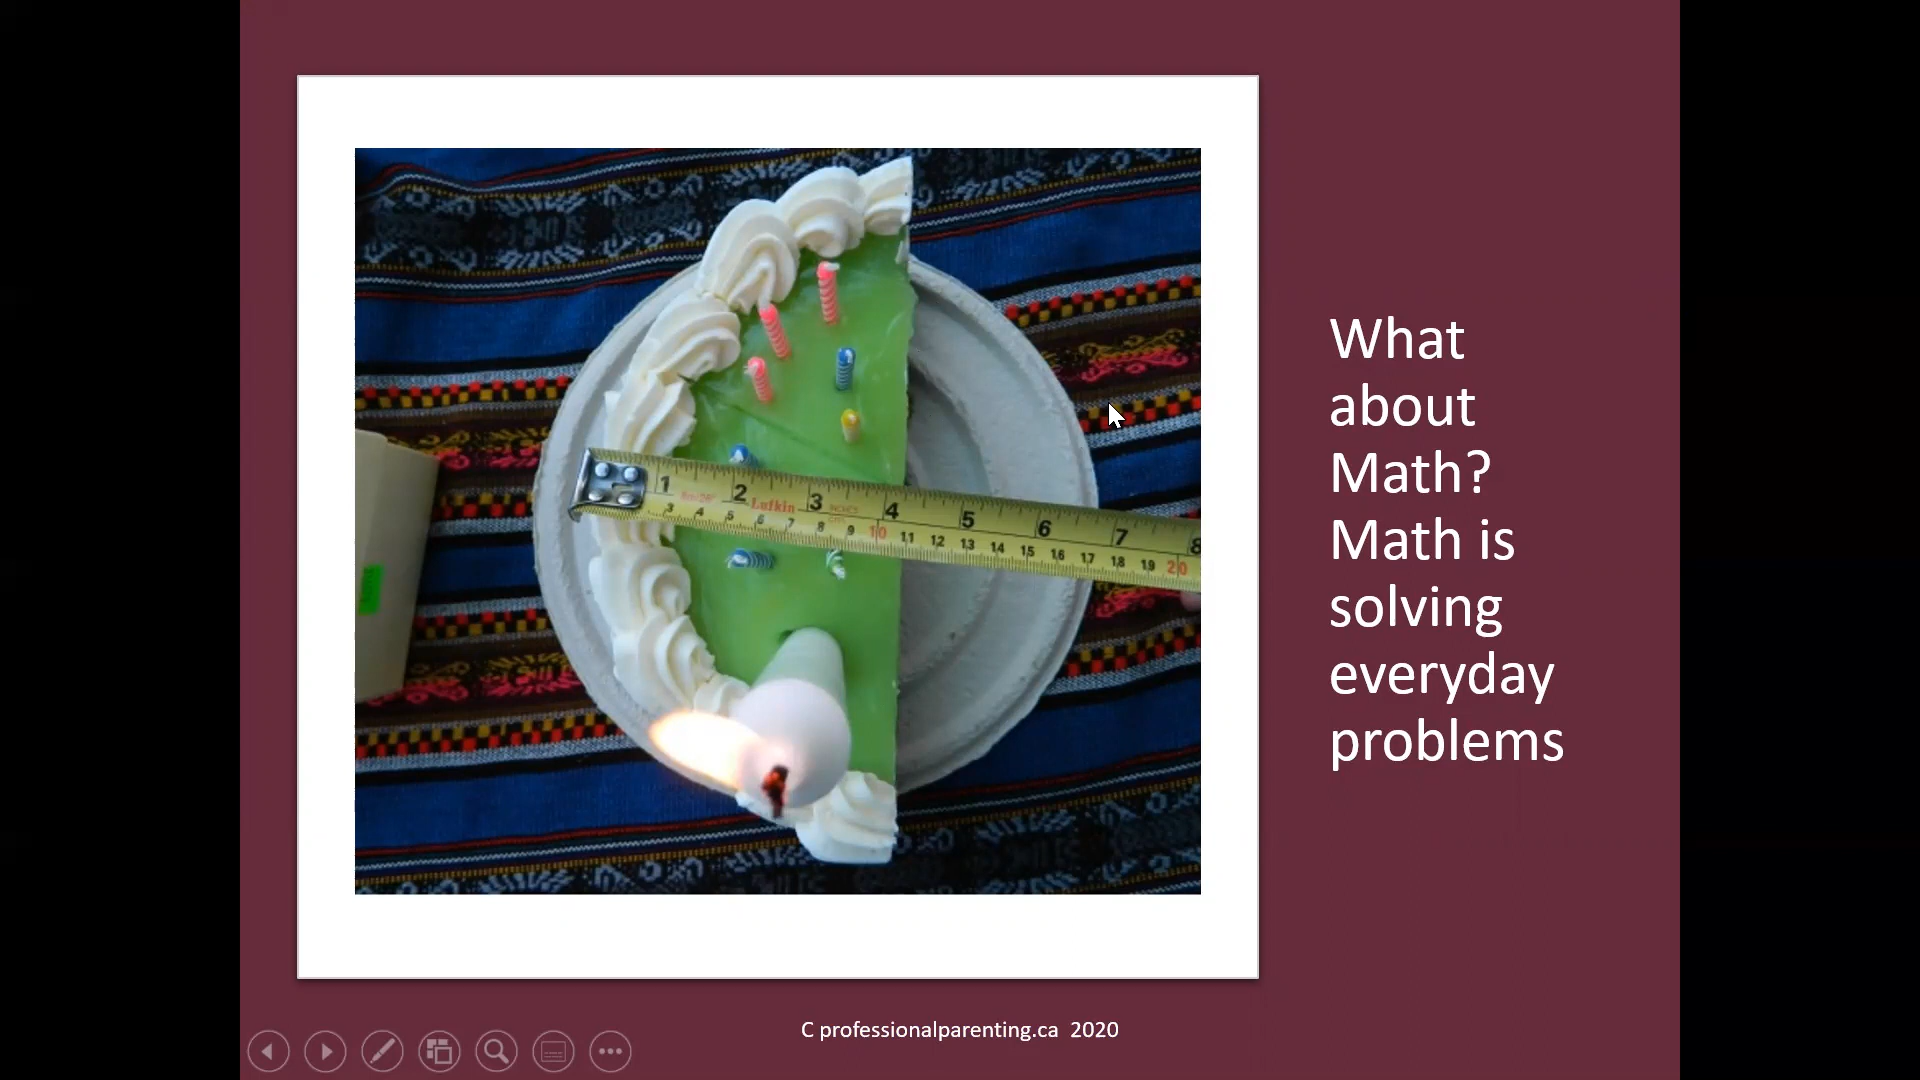 What
about
Math?
Math is
solving
everyday
problems
1 2 3 4 5 6 7 8
Lufkin
INCHES
3 4 5 6 7 8 9 10 11 12 13 14 15 16 17 18 19 20
C professionalparenting.ca 2020